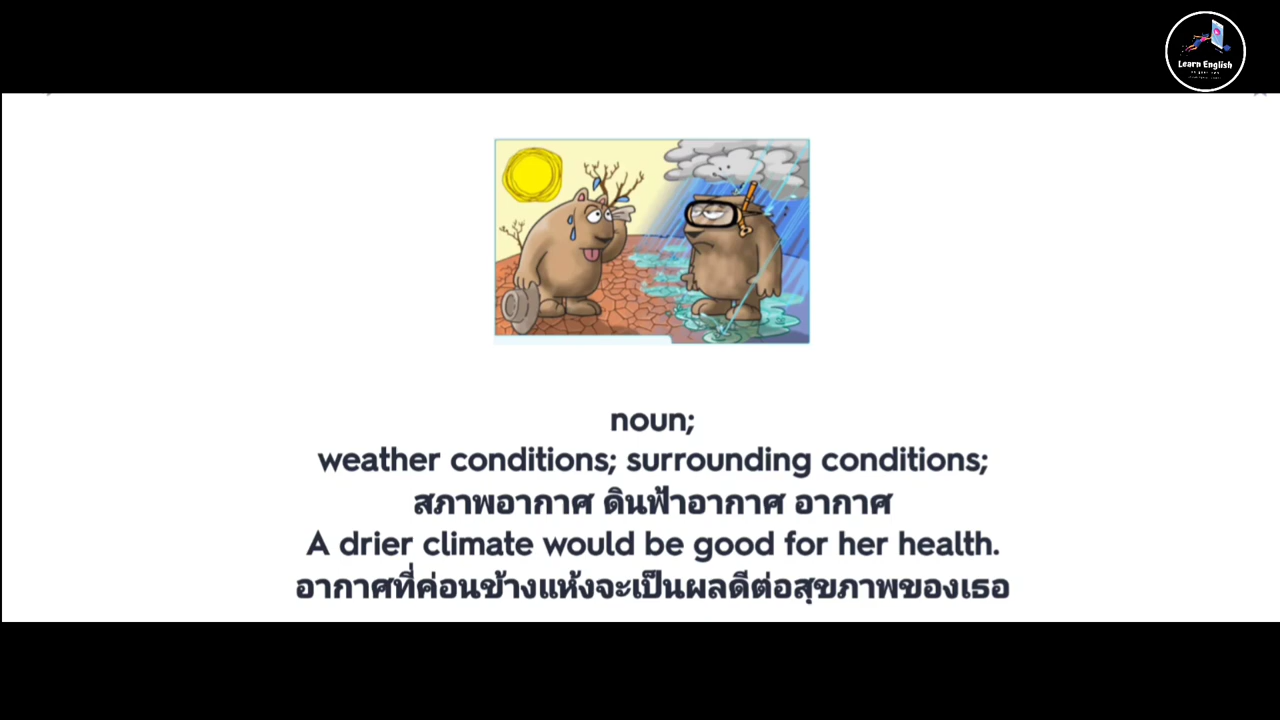 Learn English
noun;
weather conditions; surrounding conditions;
สภาพอากาศ ดินฟ้าอากาศ อากาศ
A drier climate would be good for her health.
อากาศที่ค่อนข้างแห้งจะเป็นผลดีต่อสุขภาพของเธอ